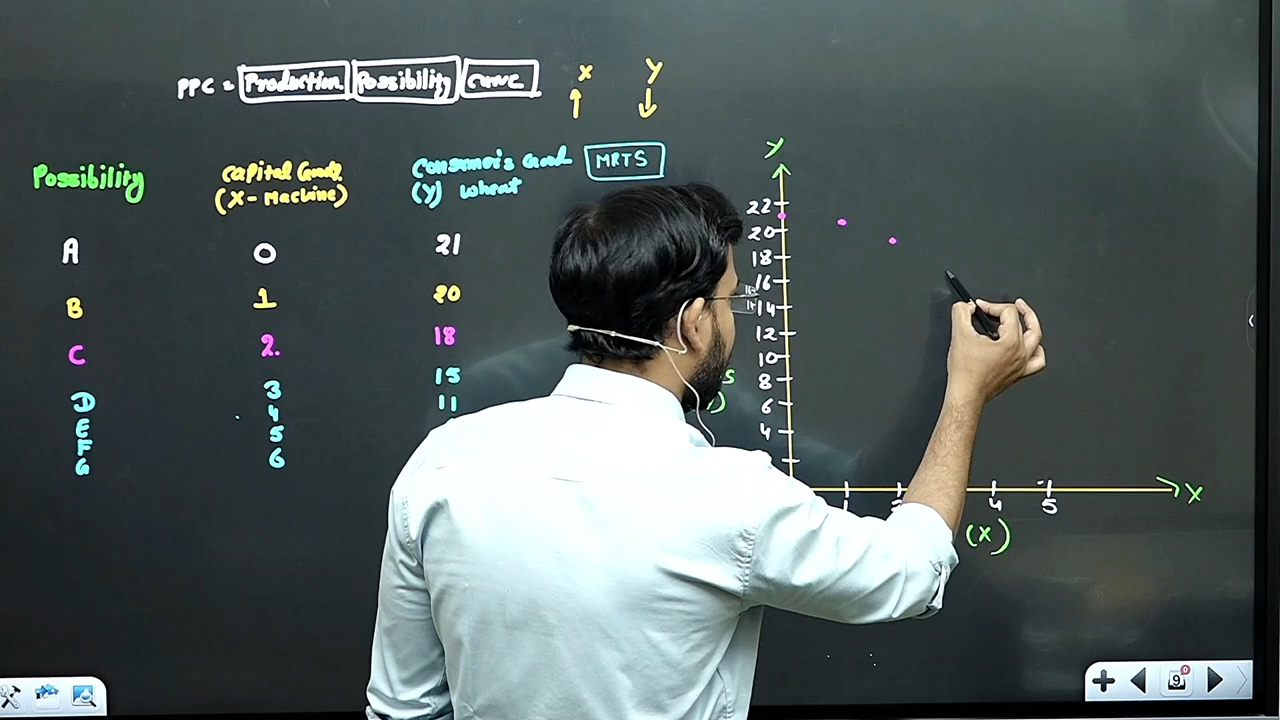 PPC = Production Possibility Curve
X Y
Possibility
Capital Goods
(X-Machine)
Consumer's Good
(Y) Wheat
MRTS
A 0 21
B 1 20
C 2. 18
D 3 15
E 4 11
F 5
G 6
Y
22
20
18
16
14
12
10
8
6
4
4 5
X
(X)
9